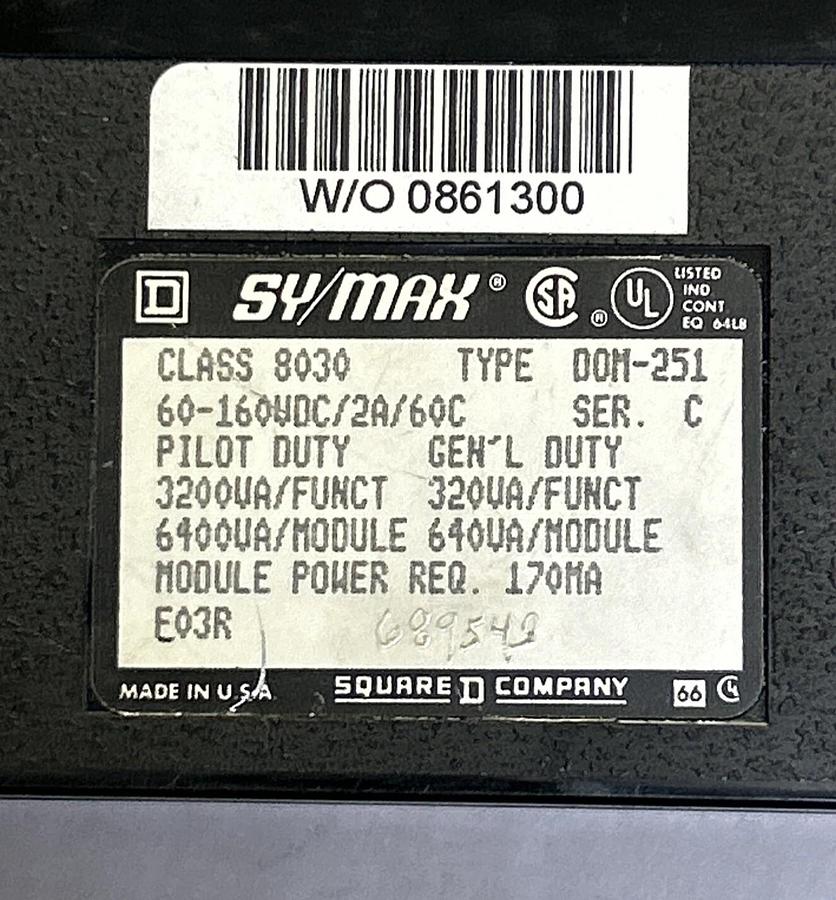 W/O 0861300
D SY/MAX® SA ® UL LISTED
IND
CONT
EQ 64L8
CLASS 8030 TYPE DOM-251
60-160VDC/2A/60C SER. C
PILOT DUTY GEN'L DUTY
3200VA/FUNCT 320VA/FUNCT
6400VA/MODULE 640VA/MODULE
MODULE POWER REQ. 170MA
E03R
MADE IN U.S.A. SQUARE D COMPANY 66